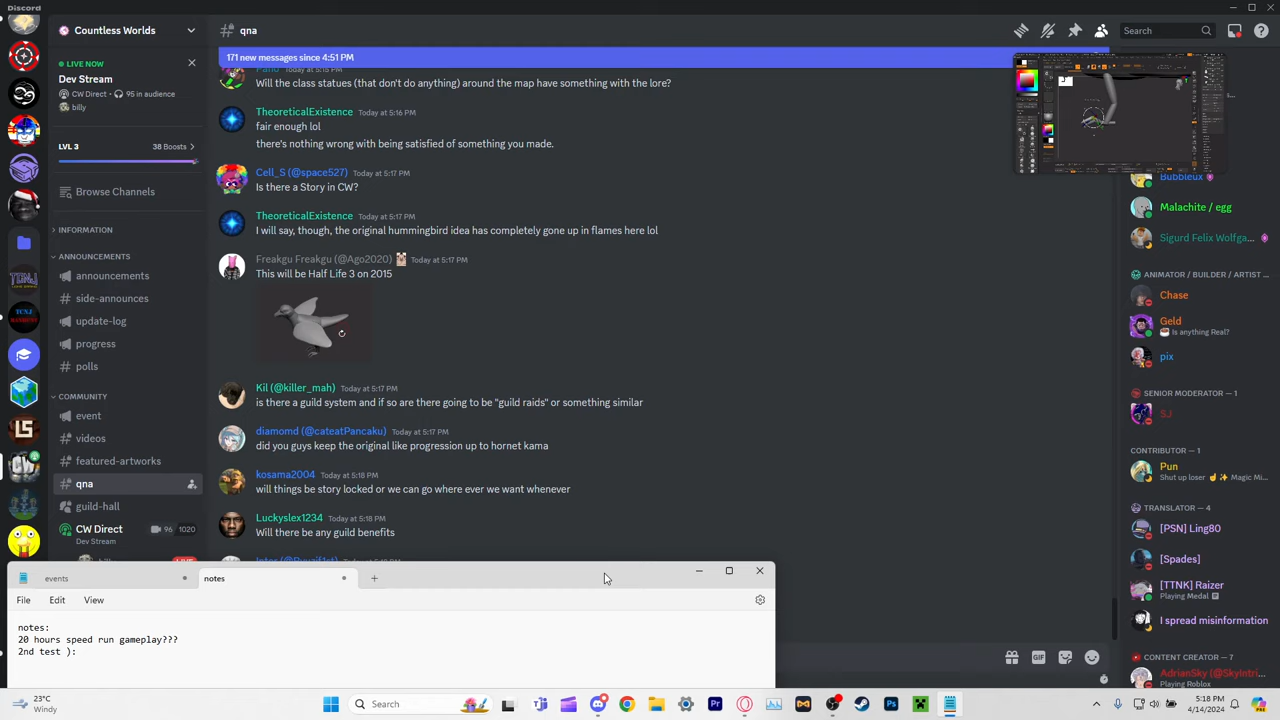 Discord
Countless Worlds
qna
Search
171 new messages since 4:51 PM
LIVE NOW
Dev Stream
CW Direct • 95 in audience
billy
LVL 3
38 Boosts
Browse Channels
INFORMATION
ANNOUNCEMENTS
announcements
side-announces
update-log
progress
polls
COMMUNITY
event
videos
featured-artworks
qna
guild-hall
CW Direct
96 1020
Dev Stream
Today at 5:15 PM
Will the class statues (that don't do anything) around the map have something with the lore?
TheoreticalExistence Today at 5:16 PM
fair enough lol
there's nothing wrong with being satisfied of something you made.
Cell_S (@space527) Today at 5:17 PM
Is there a Story in CW?
TheoreticalExistence Today at 5:17 PM
I will say, though, the original hummingbird idea has completely gone up in flames here lol
Freakgu Freakgu (@Ago2020) Today at 5:17 PM
This will be Half Life 3 on 2015
Kil (@killer_mah) Today at 5:17 PM
is there a guild system and if so are there going to be "guild raids" or something similar
diamomd (@cateatPancaku) Today at 5:17 PM
did you guys keep the original like progression up to hornet kama
kosama2004 Today at 5:18 PM
will things be story locked or we can go where ever we want whenever
Luckyslex1234 Today at 5:18 PM
Will there be any guild benefits
Bubbleux
Malachite / egg
Sigurd Felix Wolfga...
ANIMATOR / BUILDER / ARTIST ...
Chase
Geld
Is anything Real?
pix
SENIOR MODERATOR — 1
SJ
CONTRIBUTOR — 1
Pun
Shut up loser ☝✨ Magic Mi...
TRANSLATOR — 4
[PSN] Ling80
[Spades]
[TTNK] Raizer
Playing Medal
I spread misinformation
CONTENT CREATOR — 7
AdrianSky (@SkyIntri...
Playing Roblox
GIF
events
notes
File Edit View
notes:
20 hours speed run gameplay???
2nd test ):
23°C
Windy
Search
5:18 PM
4/14/2024